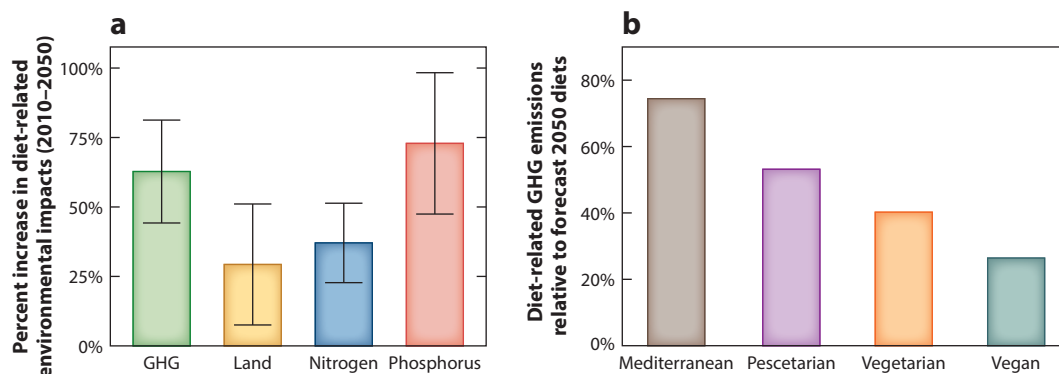 a
Percent increase in diet-related
environmental impacts (2010–2050)
100%
75%
50%
25%
0%
GHG Land Nitrogen Phosphorus
b
Diet-related GHG emissions
relative to forecast 2050 diets
80%
60%
40%
20%
0%
Mediterranean Pescetarian Vegetarian Vegan